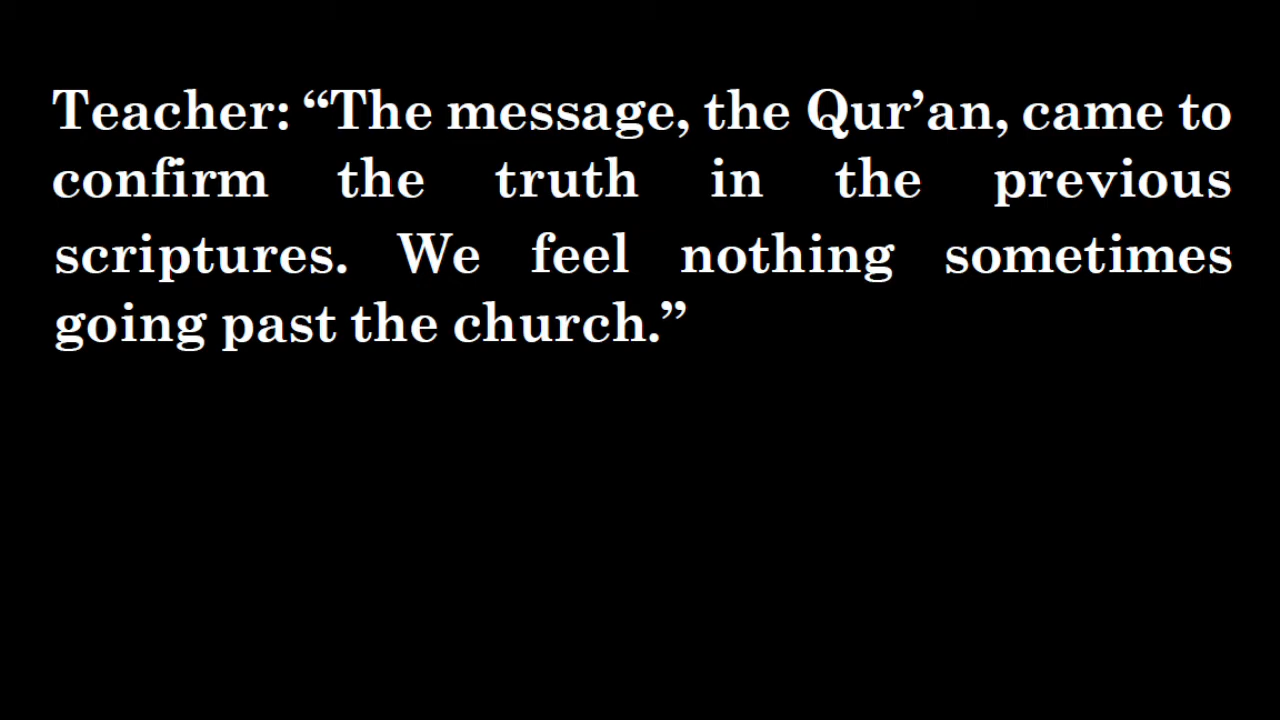 Teacher: “The message, the Qur’an, came to
confirm the truth in the previous
scriptures. We feel nothing sometimes
going past the church.”